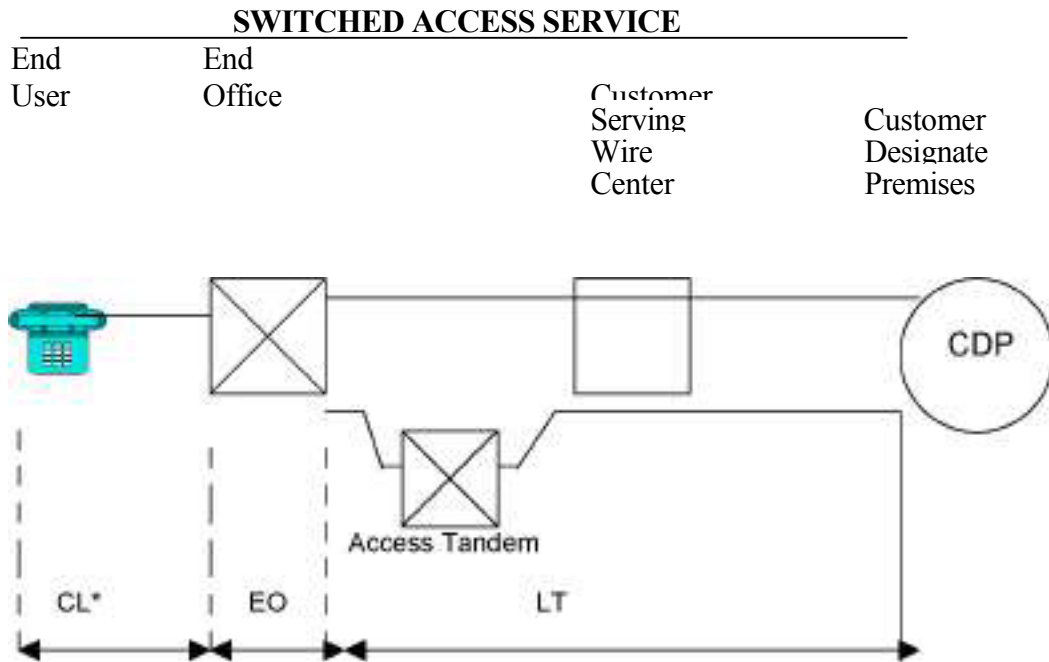 SWITCHED ACCESS SERVICE
End
User
End
Office
Customer
Serving
Wire
Center
Customer
Designate
Premises
CDP
Access Tandem
CL*
EO
LT